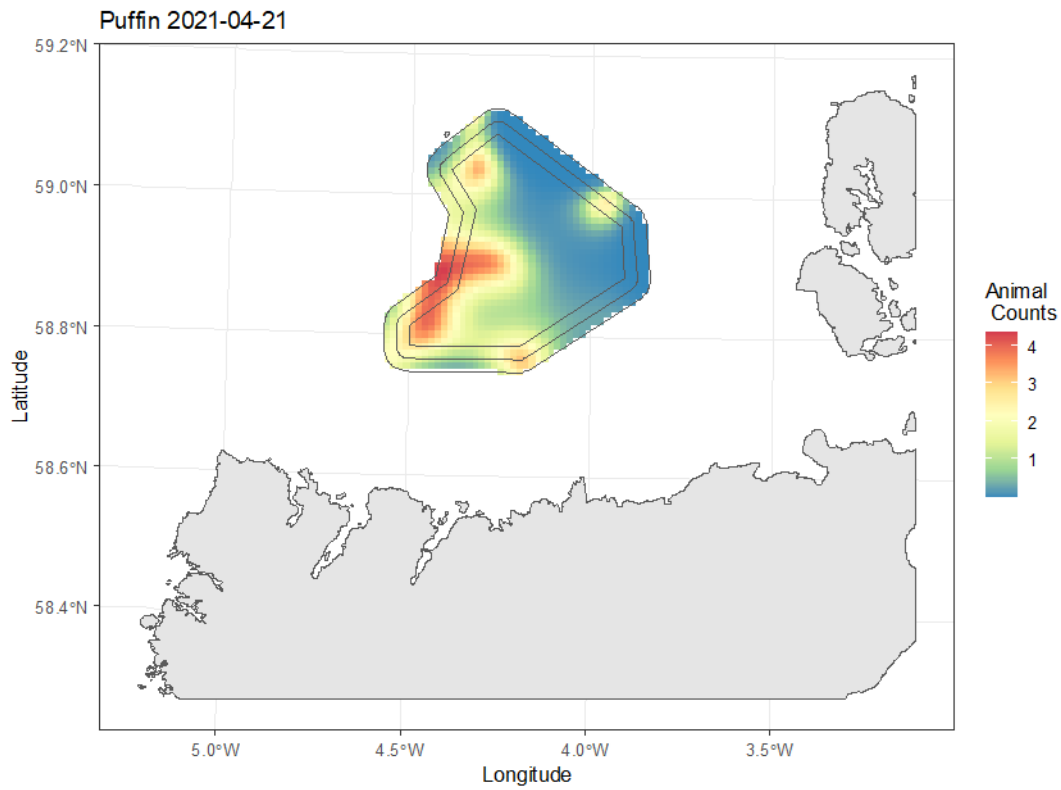 Puffin 2021-04-21
59.2°N
59.0°N
58.8°N
58.6°N
58.4°N
Latitude
5.0°W
4.5°W
4.0°W
3.5°W
Longitude
Animal
Counts
4
3
2
1